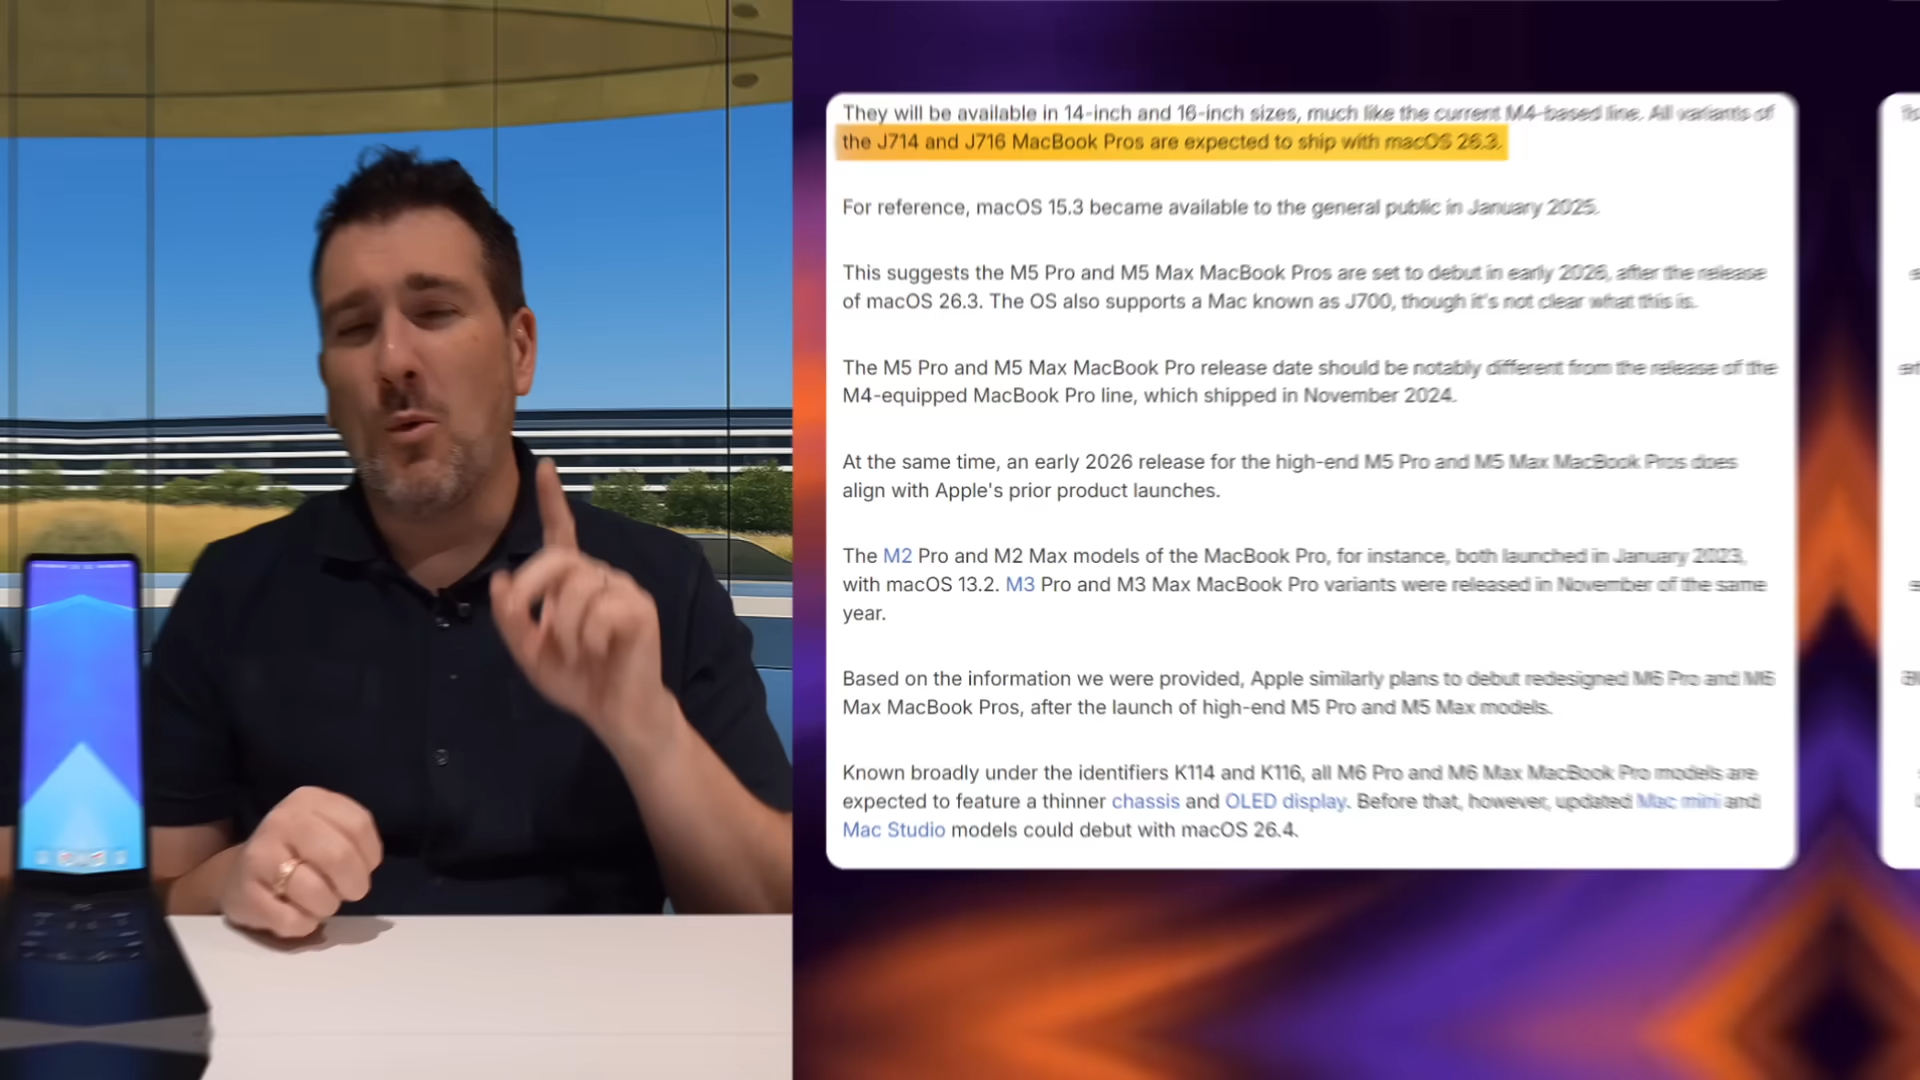 They will be available in 14-inch and 16-inch sizes, much like the current M4-based line. All variants of
the J714 and J716 MacBook Pros are expected to ship with macOS 26.3.
For reference, macOS 15.3 became available to the general public in January 2025.
This suggests the M5 Pro and M5 Max MacBook Pros are set to debut in early 2026, after the release
of macOS 26.3. The OS also supports a Mac known as J700, though it's not clear what this is.
The M5 Pro and M5 Max MacBook Pro release date should be notably different from the release of the
M4-equipped MacBook Pro line, which shipped in November 2024.
At the same time, an early 2026 release for the high-end M5 Pro and M5 Max MacBook Pros does
align with Apple's prior product launches.
The M2 Pro and M2 Max models of the MacBook Pro, for instance, both launched in January 2023,
with macOS 13.2. M3 Pro and M3 Max MacBook Pro variants were released in November of the same
year.
Based on the information we were provided, Apple similarly plans to debut redesigned M6 Pro and M6
Max MacBook Pros, after the launch of high-end M5 Pro and M5 Max models.
Known broadly under the identifiers K114 and K116, all M6 Pro and M6 Max MacBook Pro models are
expected to feature a thinner chassis and OLED display. Before that, however, updated Mac mini and
Mac Studio models could debut with macOS 26.4.